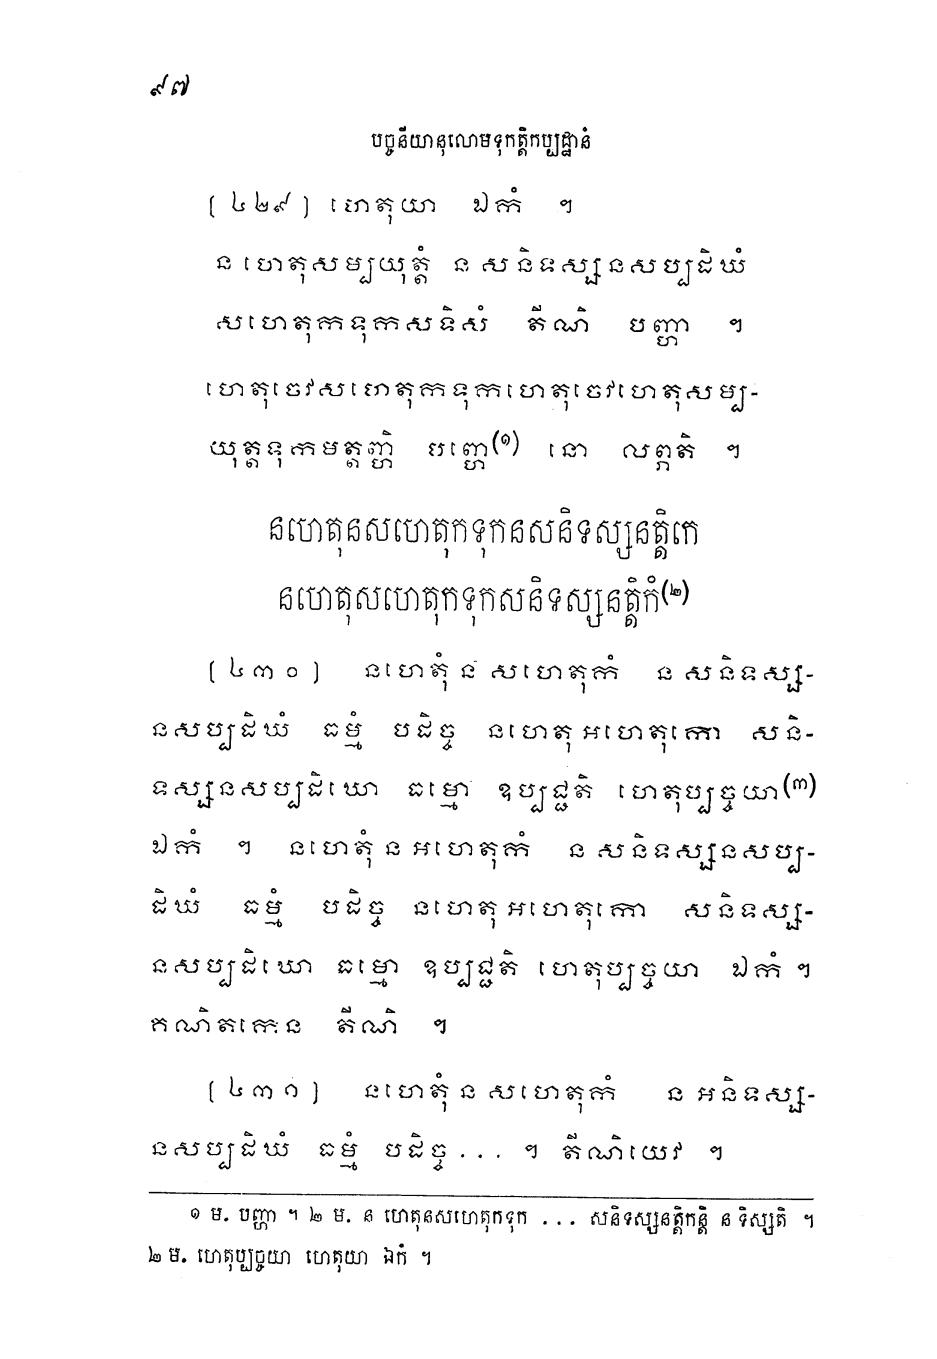 ៩៧
បច្ចនីយានុលោមទុកត្តិកប្បដ្ឋានំ
[៤២៩] ហេតុយា ឯកំ ។
ន ហេតុសម្បយុត្តំ ន សនិទស្សនសប្បដិឃំ
សហេតុកទុកសទិសំ តីណិ បញ្ហា ។
ហេតុចេវសហេតុកទុកហេតុចេវហេតុសម្ប-
យុត្តទុកមត្តញ្ហិ បញ្ហេ(១) នោ លព្ភតិ ។
នហេតុនសហេតុកទុកនសនិទស្សនត្តិកេ
នហេតុសហេតុកទុកសនិទស្សនត្តិកំ(២)
[៤៣០] នហេតុំ ន សហេតុកំ ន សនិទស្ស-
នសប្បដិឃំ ធម្មំ បដិច្ច នហេតុ អហេតុកោ សនិ-
ទស្សនសប្បដិឃោ ធម្មោ ឧប្បជ្ជតិ ហេតុប្បច្ចយា(៣)
ឯកំ ។ នហេតុំ ន អហេតុកំ ន សនិទស្សនសប្ប-
ដិឃំ ធម្មំ បដិច្ច នហេតុ អហេតុកោ សនិទស្ស-
នសប្បដិឃោ ធម្មោ ឧប្បជ្ជតិ ហេតុប្បច្ចយា ឯកំ ។
គណិតកេន តីណិ ។
[៤៣១] នហេតុំ ន សហេតុកំ ន អនិទស្ស-
នសប្បដិឃំ ធម្មំ បដិច្ច ... ។ តីណិយេវ ។
១ ម. បញ្ហា ។ ២ ម. ន ហេតុនសហេតុកទុក ... សនិទស្សនត្តិកន្តិ ន ទិស្សតិ ។
២ ម. ហេតុប្បច្ចយា ហេតុយា ឯកំ ។